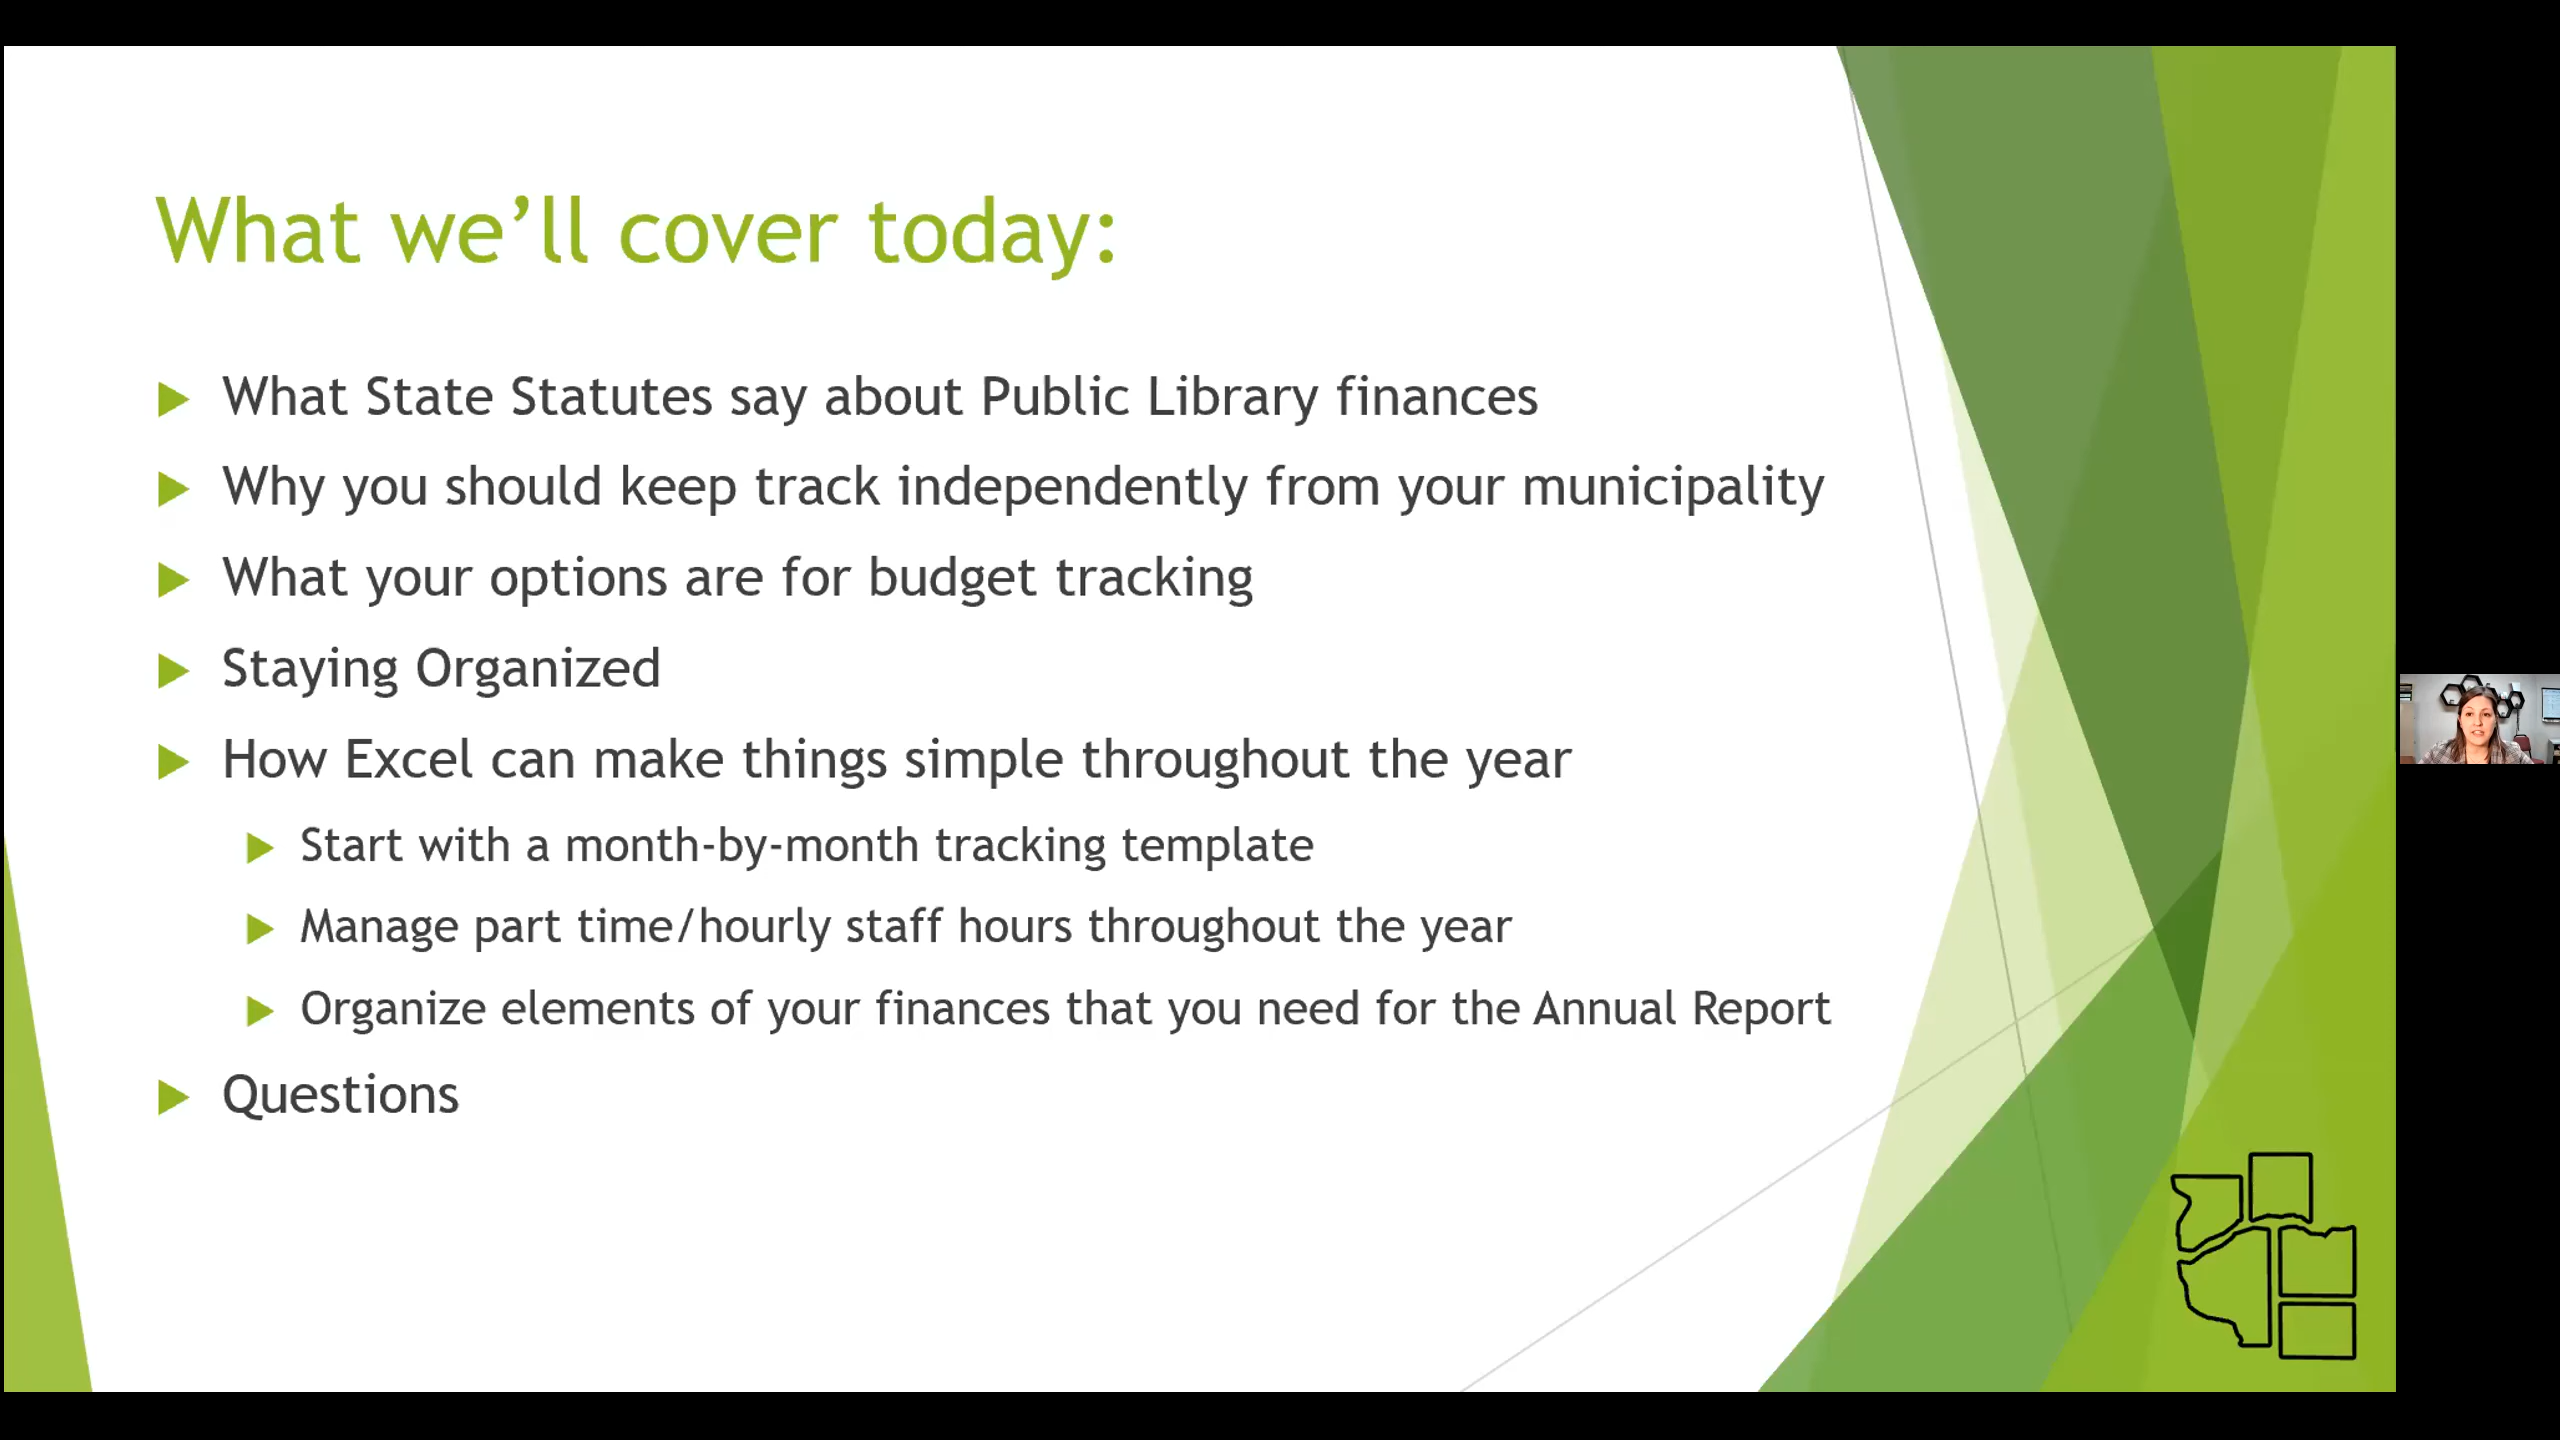 What we’ll cover today:
What State Statutes say about Public Library finances
Why you should keep track independently from your municipality
What your options are for budget tracking
Staying Organized
How Excel can make things simple throughout the year
Start with a month-by-month tracking template
Manage part time/hourly staff hours throughout the year
Organize elements of your finances that you need for the Annual Report
Questions